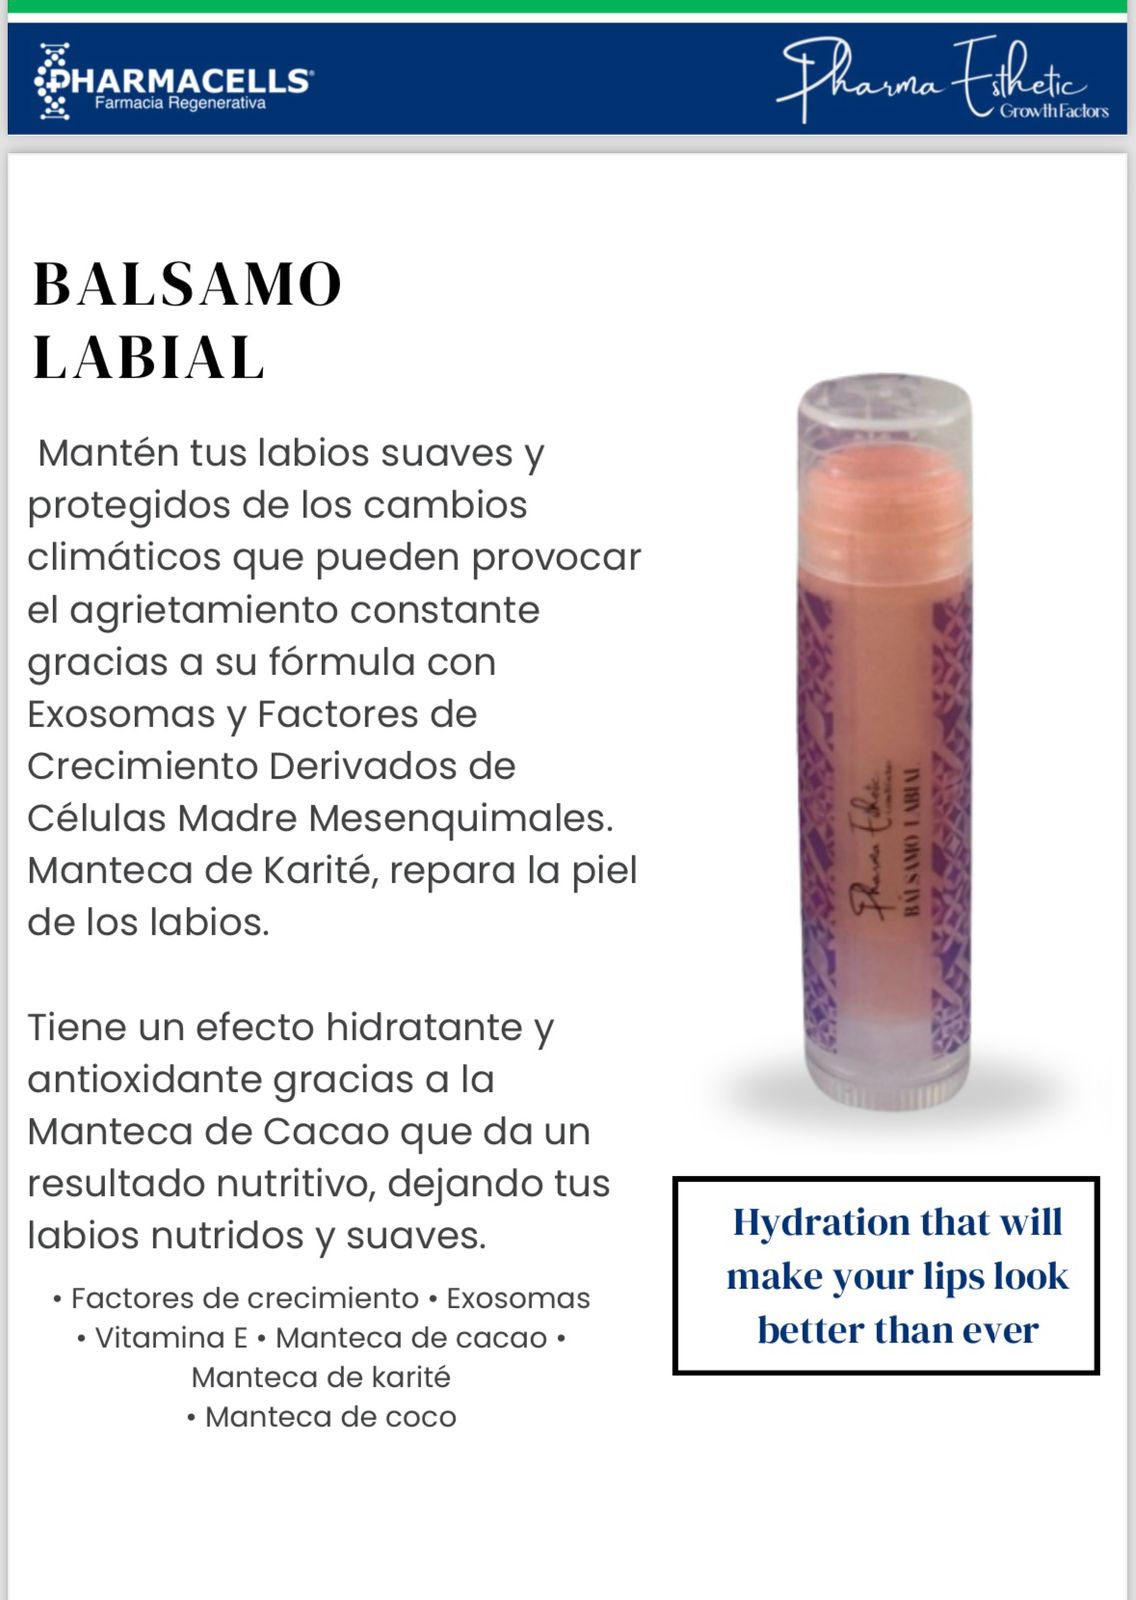 PHARMACELLS®
Farmacia Regenerativa
Pharma Esthetic
Growth Factors
BALSAMO
LABIAL
Mantén tus labios suaves y
protegidos de los cambios
climáticos que pueden provocar
el agrietamiento constante
gracias a su fórmula con
Exosomas y Factores de
Crecimiento Derivados de
Células Madre Mesenquimales.
Manteca de Karité, repara la piel
de los labios.
Tiene un efecto hidratante y
antioxidante gracias a la
Manteca de Cacao que da un
resultado nutritivo, dejando tus
labios nutridos y suaves.
• Factores de crecimiento • Exosomas
• Vitamina E • Manteca de cacao •
Manteca de karité
• Manteca de coco
Pharma Esthetic
BÁLSAMO LABIAL
Hydration that will
make your lips look
better than ever